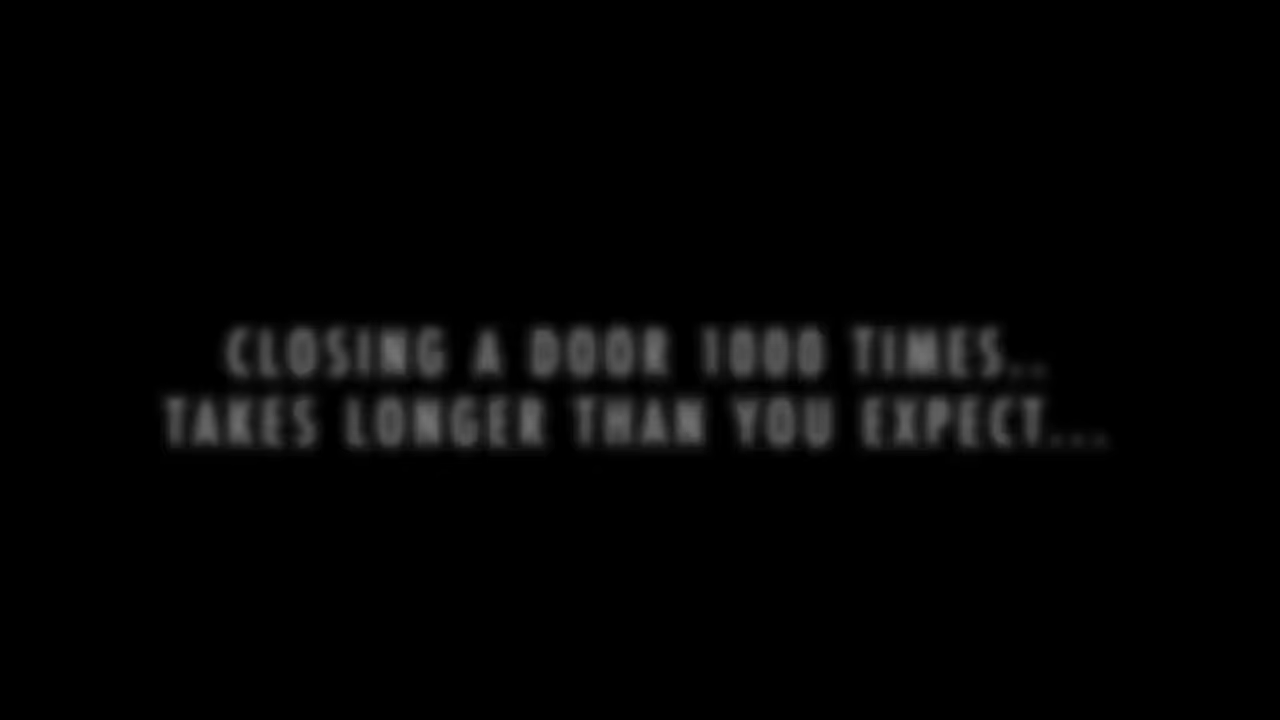 CLOSING A DOOR 1000 TIMES..
TAKES LONGER THAN YOU EXPECT...